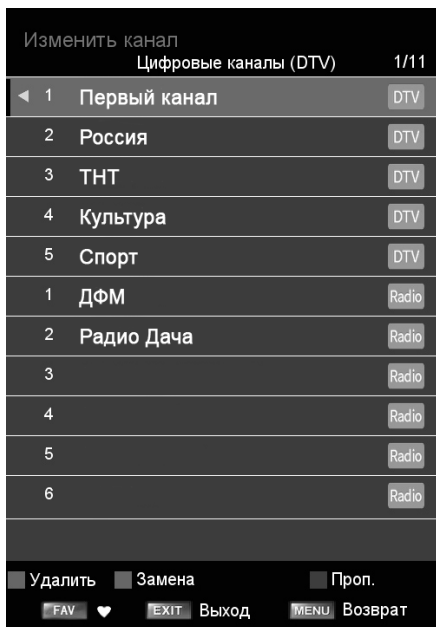 Изменить канал
Цифровые каналы (DTV) 1/11
1 Первый канал DTV
2 Россия DTV
3 ТНТ DTV
4 Культура DTV
5 Спорт DTV
1 ДФМ Radio
2 Радио Дача Radio
3 Radio
4 Radio
5 Radio
6 Radio
Удалить Замена Проп.
FAV EXIT Выход MENU Возврат